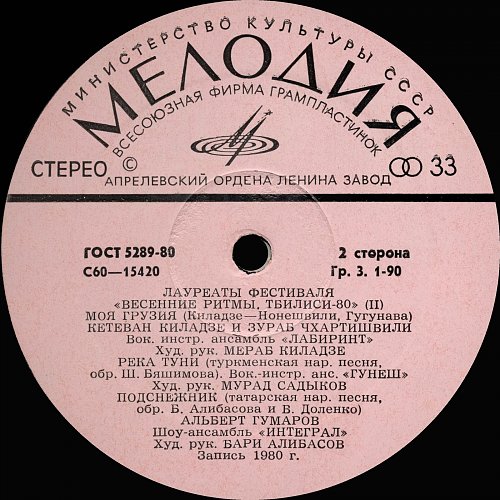 МИНИСТЕРСТВО КУЛЬТУРЫ СССР
МЕЛОДИЯ
ВСЕСОЮЗНАЯ ФИРМА ГРАМПЛАСТИНОК
СТЕРЕО © 33
АПРЕЛЕВСКИЙ ОРДЕНА ЛЕНИНА ЗАВОД
ГОСТ 5289-80 2 сторона
С60—15420 Гр. 3. 1-90
ЛАУРЕАТЫ ФЕСТИВАЛЯ
«ВЕСЕННИЕ РИТМЫ, ТБИЛИСИ-80» (II)
МОЯ ГРУЗИЯ (Киладзе—Нонешвили, Гугунава)
КЕТЕВАН КИЛАДЗЕ И ЗУРАБ ЧХАРТИШВИЛИ
Вок. инстр. ансамбль «ЛАБИРИНТ»
Худ. рук. МЕРАБ КИЛАДЗЕ
РЕКА ТУНИ (туркменская нар. песня,
обр. Ш. Бяшимова). Вок.-инстр. анс. «ГУНЕШ»
Худ. рук. МУРАД САДЫКОВ
ПОДСНЕЖНИК (татарская нар. песня,
обр. Б. Алибасова и В. Доленко)
АЛЬБЕРТ ГУМАРОВ
Шоу-ансамбль «ИНТЕГРАЛ»
Худ. рук. БАРИ АЛИБАСОВ
Запись 1980 г.